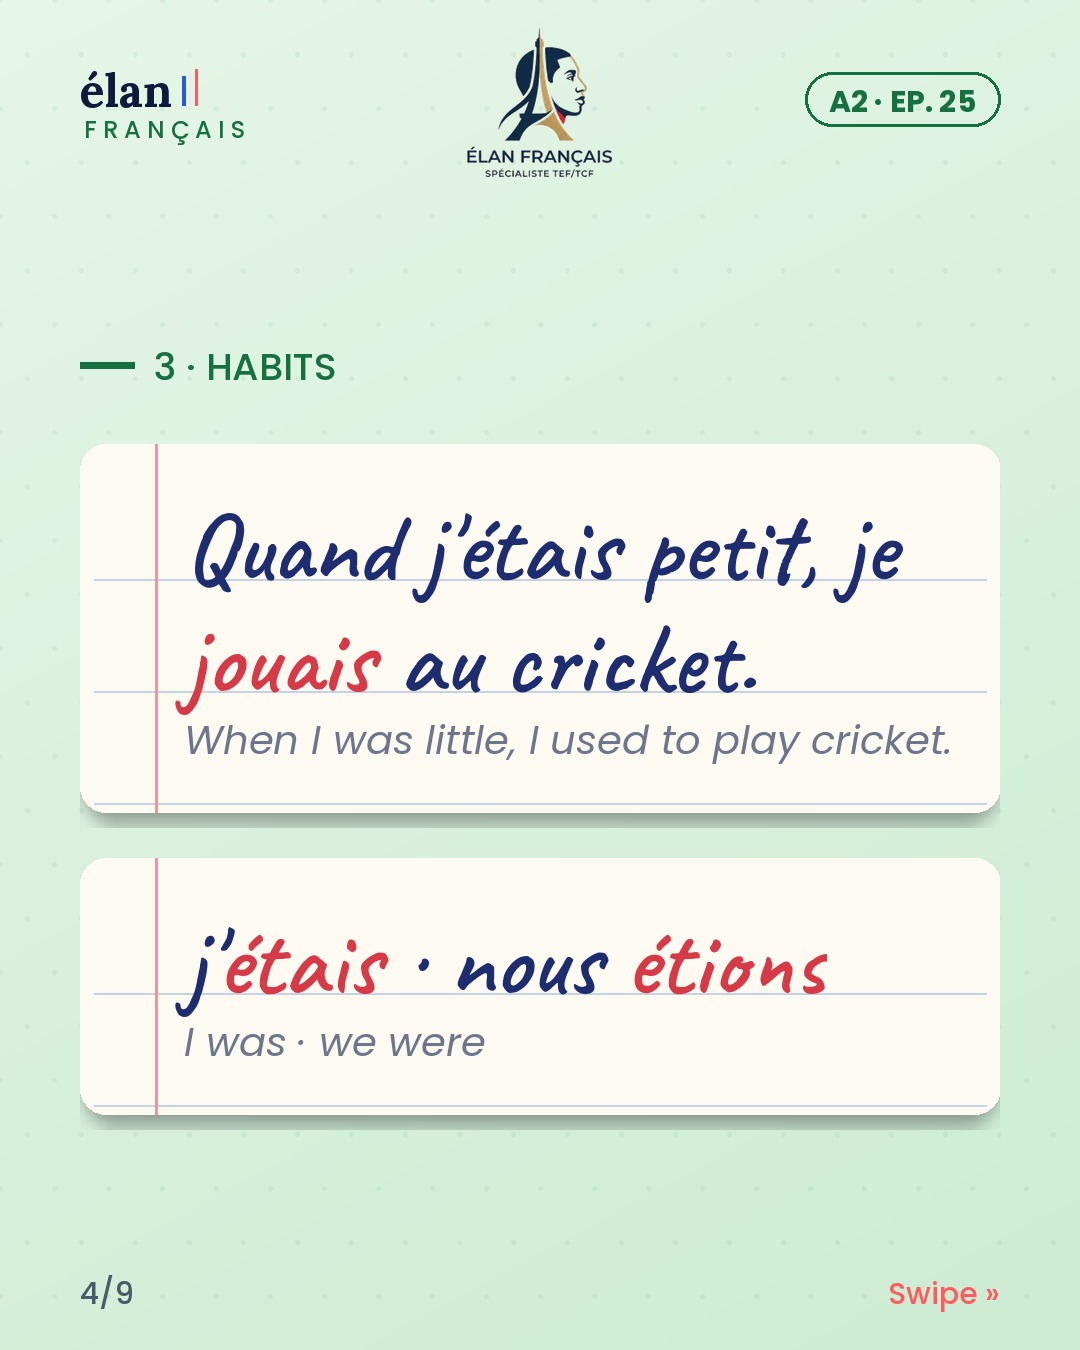 élan
FRANÇAIS
ÉLAN FRANÇAIS
SPÉCIALISTE TEF/TCF
A2 · EP. 25
3 · HABITS
Quand j'étais petit, je
jouais au cricket.
When I was little, I used to play cricket.
j'étais · nous étions
I was · we were
4/9
Swipe »